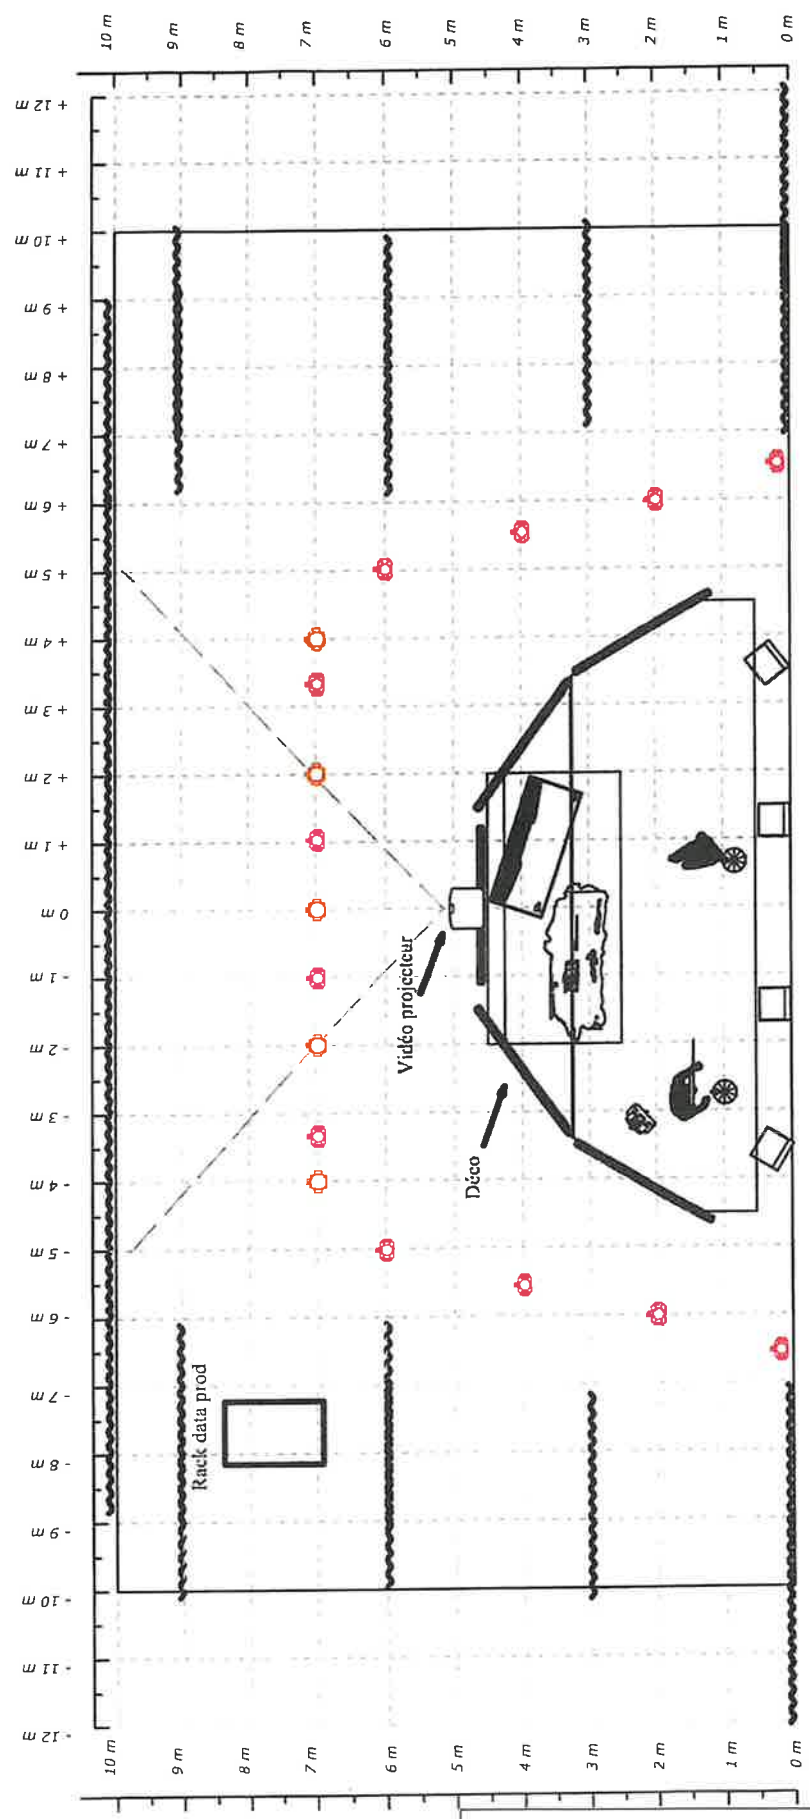 10 m
9 m
8 m
7 m
6 m
5 m
4 m
3 m
2 m
1 m
0 m
+ 12 m
+ 11 m
+ 10 m
+ 9 m
+ 8 m
+ 7 m
+ 6 m
+ 5 m
+ 4 m
+ 3 m
+ 2 m
+ 1 m
0 m
- 1 m
- 2 m
- 3 m
- 4 m
- 5 m
- 6 m
- 7 m
- 8 m
- 9 m
- 10 m
- 11 m
- 12 m
Vidéo projecteur
Déco
Rack data prod
10 m
9 m
8 m
7 m
6 m
5 m
4 m
3 m
2 m
1 m
0 m